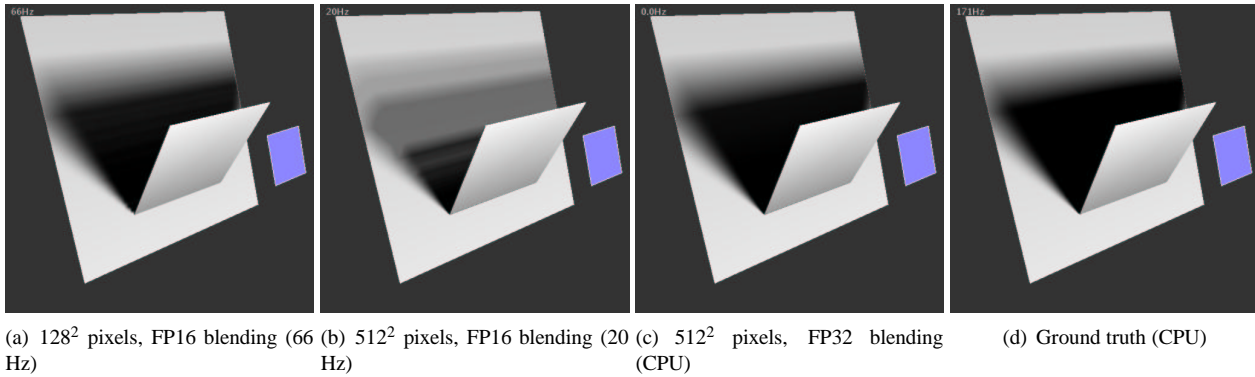 66Hz
20Hz
0.0Hz
171Hz
(a) 128² pixels, FP16 blending (66 Hz)
(b) 512² pixels, FP16 blending (20 Hz)
(c) 512² pixels, FP32 blending (CPU)
(d) Ground truth (CPU)